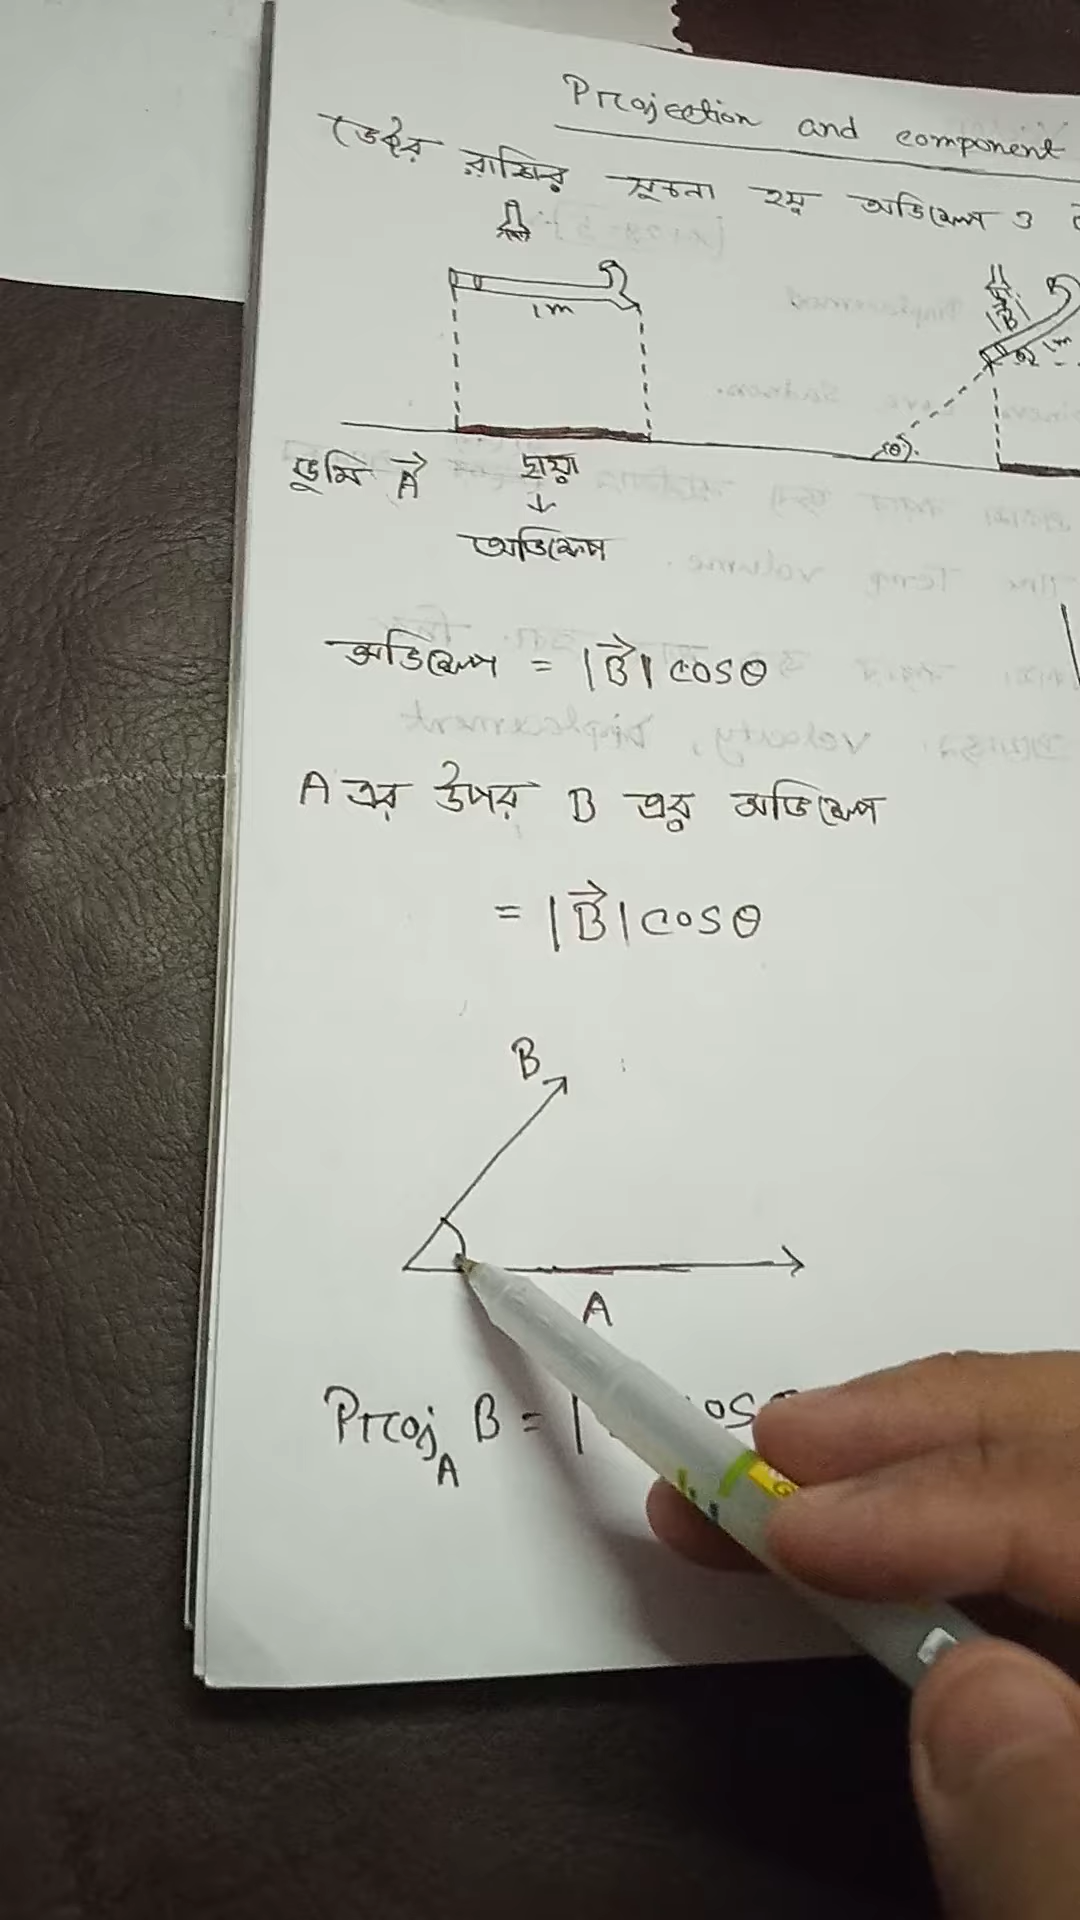 Projection and component
ভেক্টর রাশির সূচনা হয় অভিক্ষেপ ও
1m
|B⃗|
1m
(θ)
ভূমি A⃗
ছায়া
↓
অভিক্ষেপ
অভিক্ষেপ = |B⃗| cosθ
A এর উপর B এর অভিক্ষেপ
= |B⃗| cosθ
B
A
Proj_A B = |